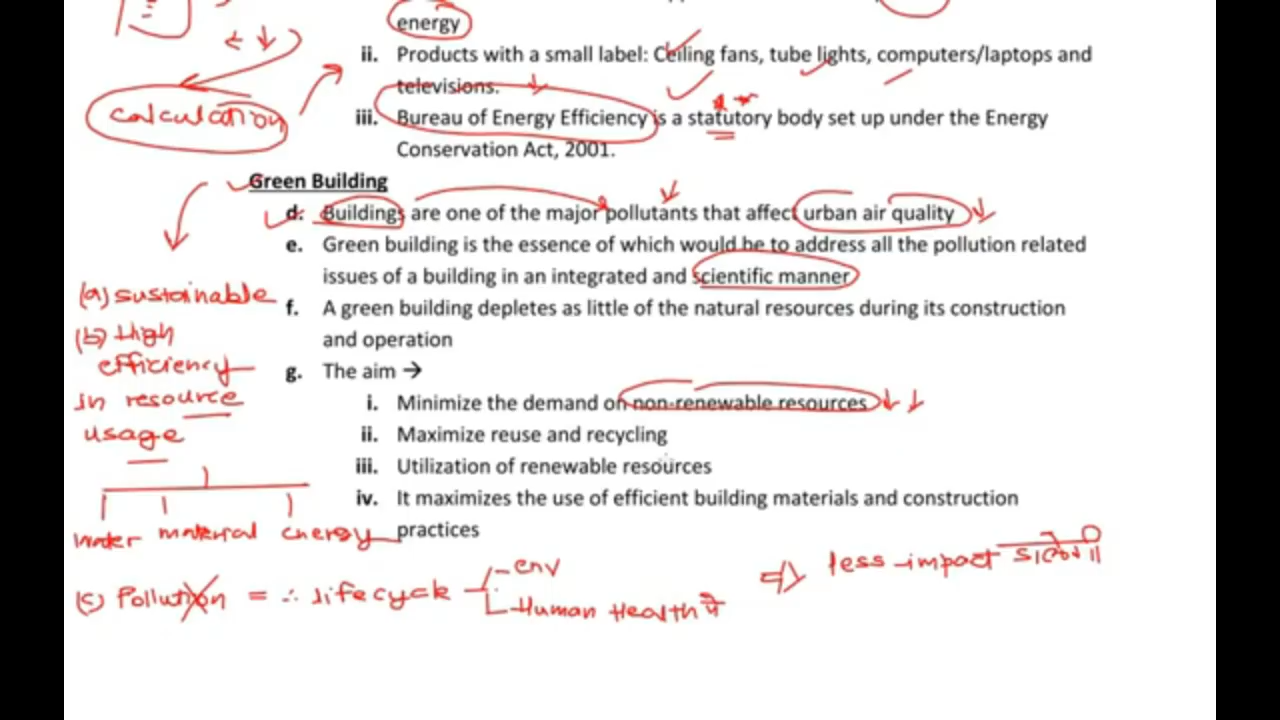 energy
ii. Products with a small label: Ceiling fans, tube lights, computers/laptops and
televisions.
calculation
iii. Bureau of Energy Efficiency is a statutory body set up under the Energy
Conservation Act, 2001.
Green Building
d. Buildings are one of the major pollutants that affect urban air quality
e. Green building is the essence of which would be to address all the pollution related
issues of a building in an integrated and scientific manner
f. A green building depletes as little of the natural resources during its construction
and operation
g. The aim →
i. Minimize the demand on non-renewable resources
ii. Maximize reuse and recycling
iii. Utilization of renewable resources
iv. It maximizes the use of efficient building materials and construction
practices
(a) sustainable
(b) High
efficiency
in resource
usage
water material energy
(c) Pollution = ∴ lifecycle
env
Human Health
⇒ less impact